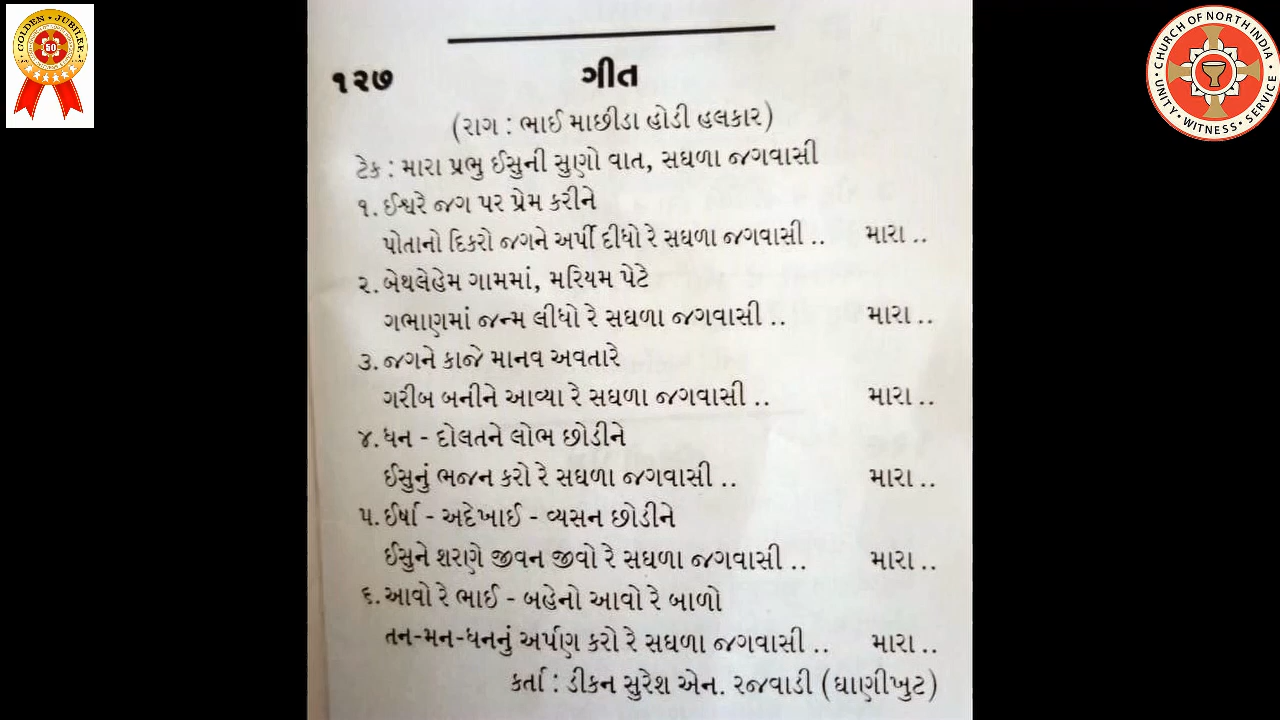 GOLDEN • JUBILEE
50
CHURCH OF NORTH INDIA
• UNITY • WITNESS • SERVICE •
૧૨૭ ગીત
(રાગ : ભાઈ માછીડા હોડી હલકાર)
ટેક : મારા પ્રભુ ઈસુની સુણો વાત, સઘળા જગવાસી
૧. ઈશ્વરે જગ પર પ્રેમ કરીને
પોતાનો દિકરો જગને અર્પી દીધો રે સઘળા જગવાસી .. મારા ..
૨. બેથલેહેમ ગામમાં, મરિયમ પેટે
ગભાણમાં જન્મ લીધો રે સઘળા જગવાસી .. મારા ..
૩. જગને કાજે માનવ અવતારે
ગરીબ બનીને આવ્યા રે સઘળા જગવાસી .. મારા ..
૪. ધન - દોલતને લોભ છોડીને
ઈસુનું ભજન કરો રે સઘળા જગવાસી .. મારા ..
૫. ઈર્ષા - અદેખાઈ - વ્યસન છોડીને
ઈસુને શરણે જીવન જીવો રે સઘળા જગવાસી .. મારા ..
૬. આવો રે ભાઈ - બહેનો આવો રે બાળો
તન-મન-ધનનું અર્પણ કરો રે સઘળા જગવાસી .. મારા ..
કર્તા : ડીકન સુરેશ એન. રજવાડી (ઘાણીખુટ)